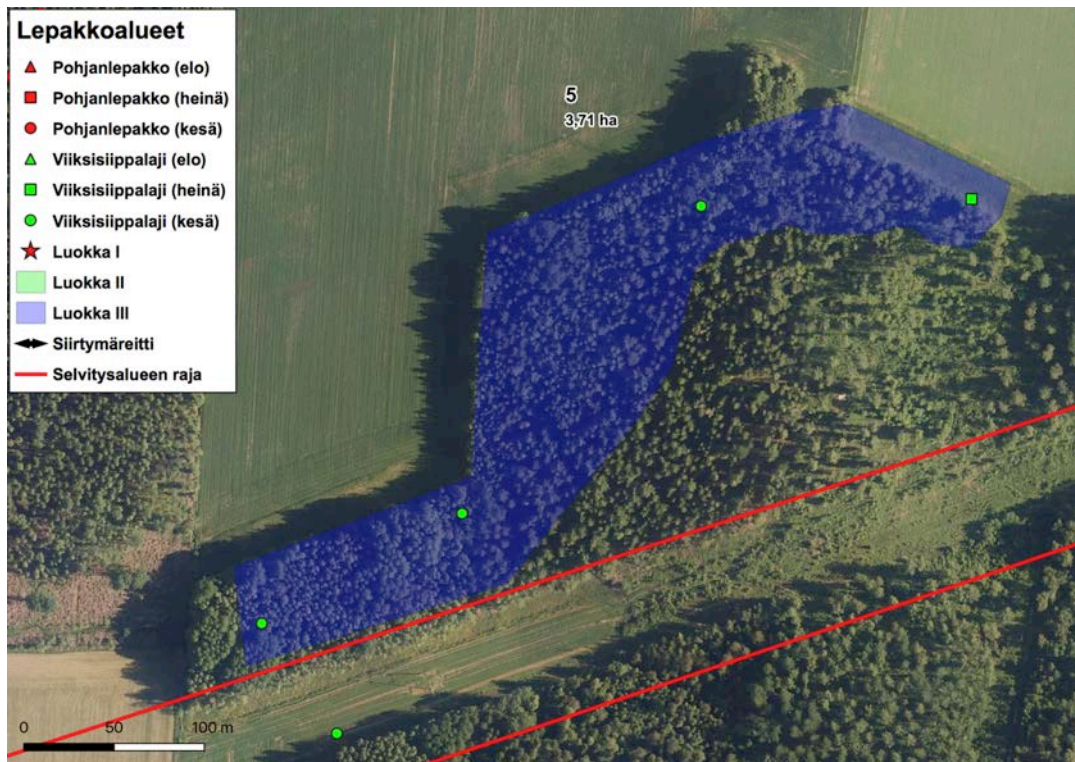 Lepakkoalueet
Pohjanlepakko (elo)
Pohjanlepakko (heinä)
Pohjanlepakko (kesä)
Viiksisiippalaji (elo)
Viiksisiippalaji (heinä)
Viiksisiippalaji (kesä)
Luokka I
Luokka II
Luokka III
Siirtymäreitti
Selvitysalueen raja
5
3,71 ha
0 50 100 m